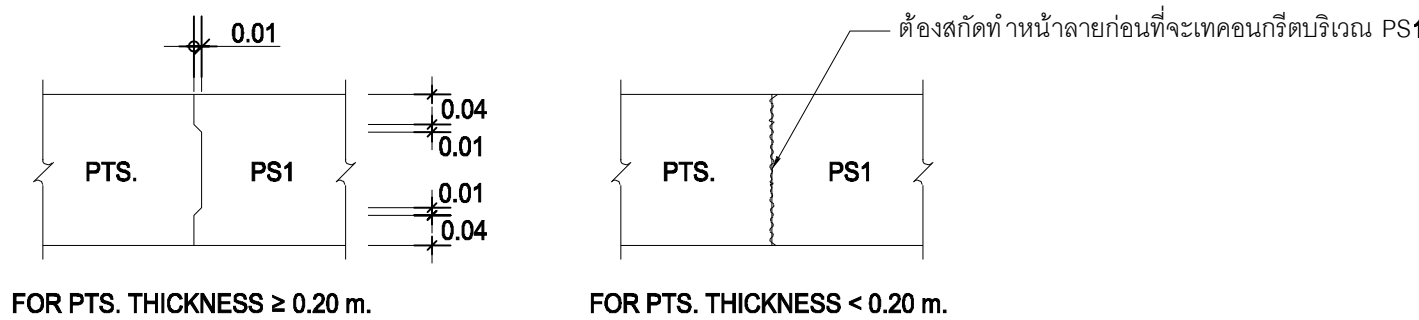 0.01
ต้องสกัดทำหน้าลายก่อนที่จะเทคอนกรีตบริเวณ PS1
0.04
0.01
PTS.
PS1
PTS.
PS1
0.01
0.04
FOR PTS. THICKNESS ≥ 0.20 m.
FOR PTS. THICKNESS < 0.20 m.